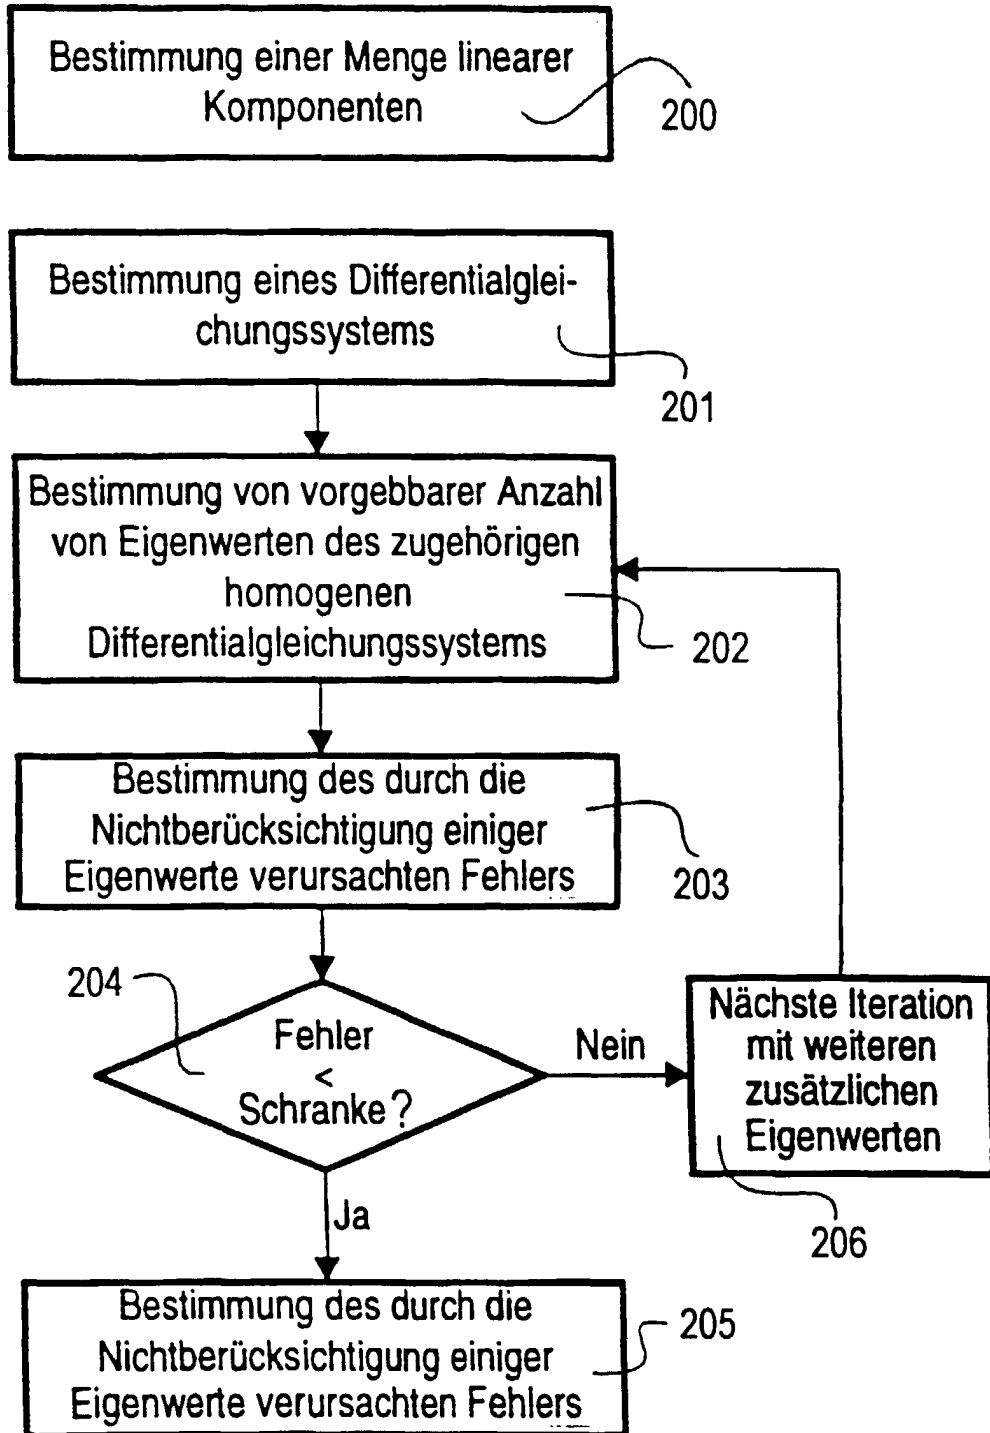 Bestimmung einer Menge linearer
Komponenten
200
Bestimmung eines Differentialglei-
chungssystems
201
Bestimmung von vorgebbarer Anzahl
von Eigenwerten des zugehörigen
homogenen
Differentialgleichungssystems
202
Bestimmung des durch die
Nichtberücksichtigung einiger
Eigenwerte verursachten Fehlers
203
204
Fehler
<
Schranke?
Nein
Nächste Iteration
mit weiteren
zusätzlichen
Eigenwerten
206
Ja
Bestimmung des durch die
Nichtberücksichtigung einiger
Eigenwerte verursachten Fehlers
205